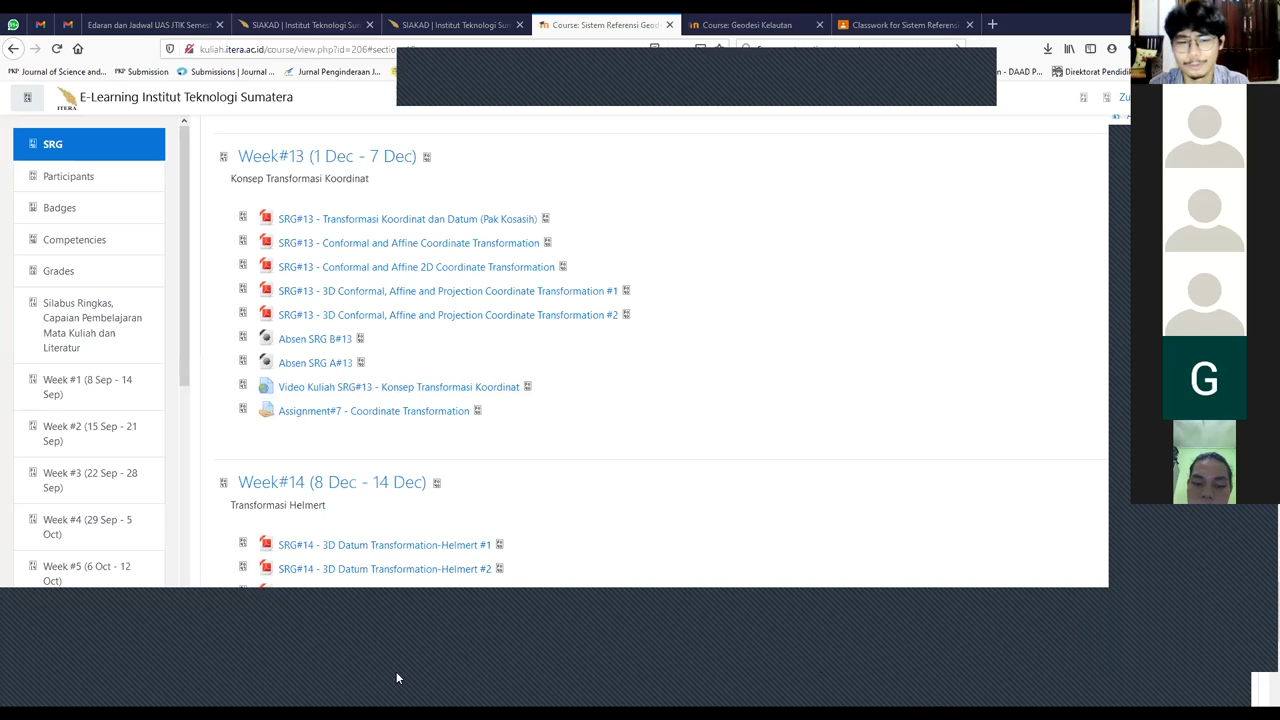 Edaran dan Jadwal UAS JTIK Semes
SIAKAD | Institut Teknologi Sum
SIAKAD | Institut Teknologi Sum
Course: Sistem Referensi Geod
Course: Geodesi Kelautan
Classwork for Sistem Referensi
kuliah.itera.ac.id/course/view.php?id=206#section
PKP Journal of Science and...
PKP Submission
Submissions | Journal ...
Jurnal Penginderaan J...
n - DAAD P...
Direktorat Pendidi
ITERA
E-Learning Institut Teknologi Sumatera
Zu
SRG
Participants
Badges
Competencies
Grades
Silabus Ringkas,
Capaian Pembelajaran
Mata Kuliah dan
Literatur
Week #1 (8 Sep - 14
Sep)
Week #2 (15 Sep - 21
Sep)
Week #3 (22 Sep - 28
Sep)
Week #4 (29 Sep - 5
Oct)
Week #5 (6 Oct - 12
Oct)
Week#13 (1 Dec - 7 Dec)
Konsep Transformasi Koordinat
SRG#13 - Transformasi Koordinat dan Datum (Pak Kosasih)
SRG#13 - Conformal and Affine Coordinate Transformation
SRG#13 - Conformal and Affine 2D Coordinate Transformation
SRG#13 - 3D Conformal, Affine and Projection Coordinate Transformation #1
SRG#13 - 3D Conformal, Affine and Projection Coordinate Transformation #2
Absen SRG B#13
Absen SRG A#13
Video Kuliah SRG#13 - Konsep Transformasi Koordinat
Assignment#7 - Coordinate Transformation
Week#14 (8 Dec - 14 Dec)
Transformasi Helmert
SRG#14 - 3D Datum Transformation-Helmert #1
SRG#14 - 3D Datum Transformation-Helmert #2
G